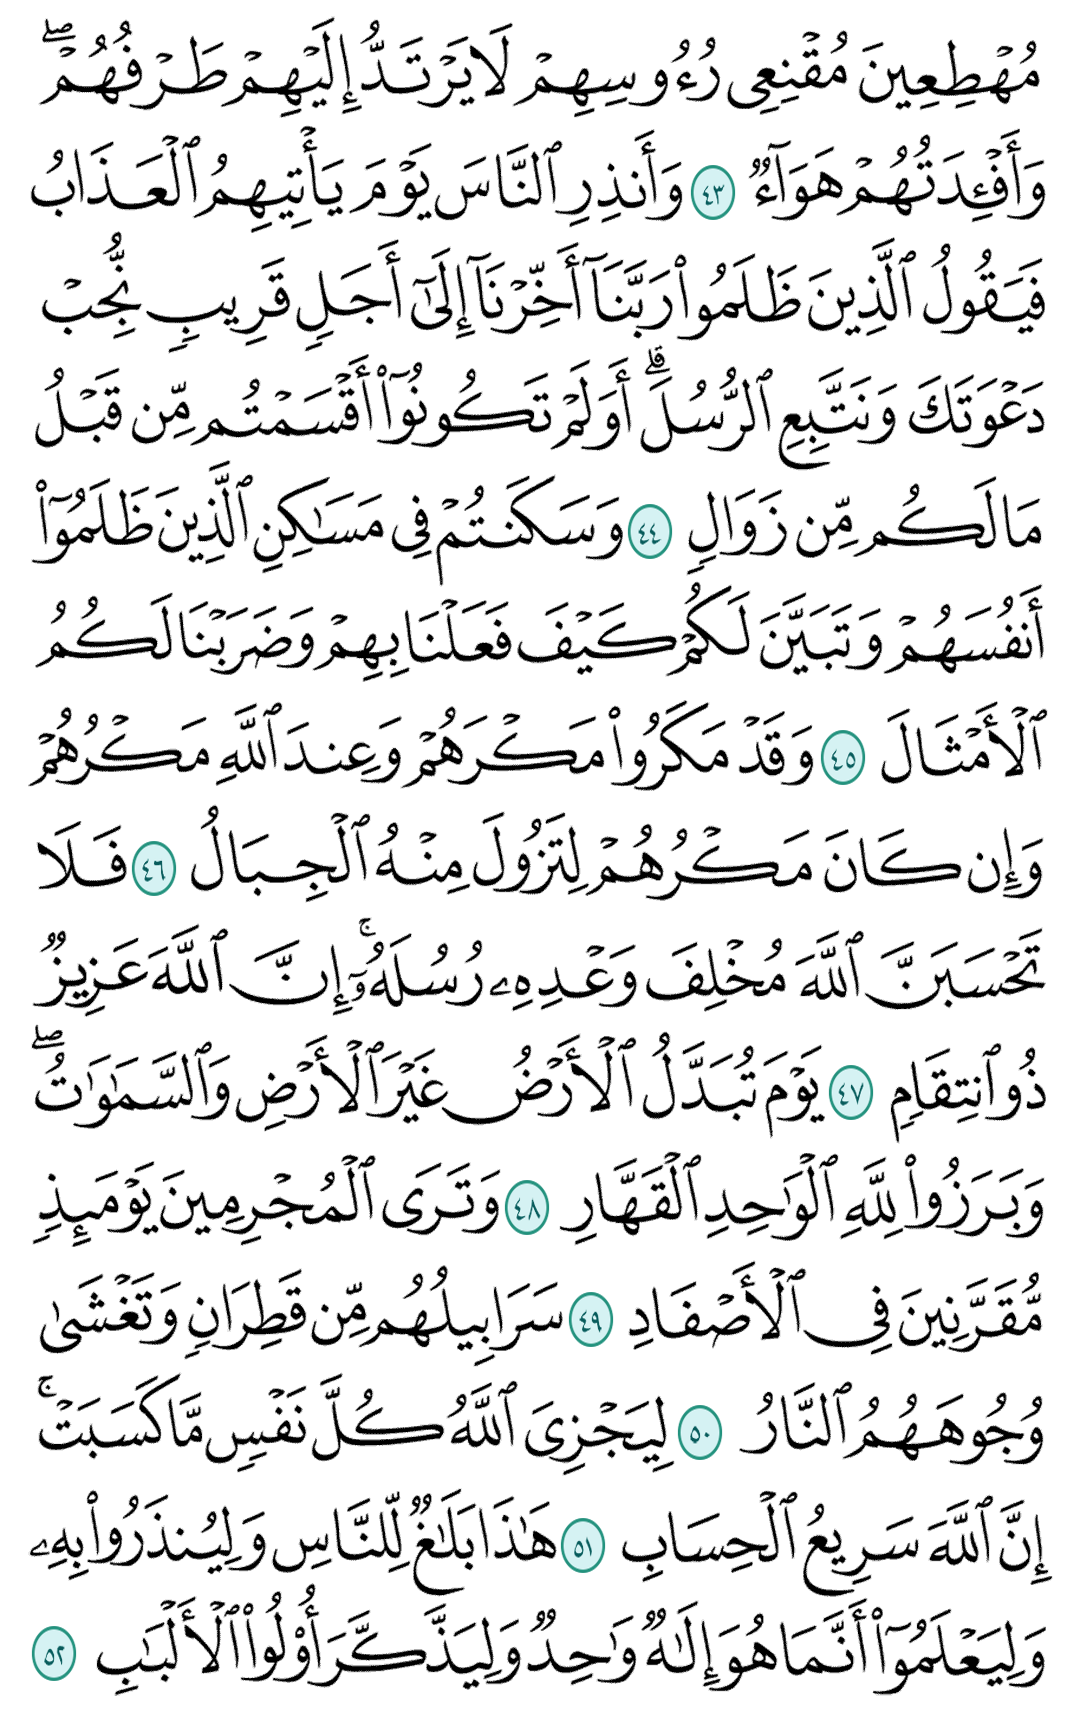 مُهۡطِعِينَ مُقۡنِعِى رُءُوسِهِمۡ لَا يَرۡتَدُّ إِلَيۡهِمۡ طَرۡفُهُمۡۖ
وَأَفۡـِٔدَتُهُمۡ هَوَآءٌ ٤٣ وَأَنذِرِ ٱلنَّاسَ يَوۡمَ يَأۡتِيهِمُ ٱلۡعَذَابُ
فَيَقُولُ ٱلَّذِينَ ظَلَمُوا۟ رَبَّنَآ أَخِّرۡنَآ إِلَىٰٓ أَجَلٍ قَرِيبٍ نُّجِبۡ
دَعۡوَتَكَ وَنَتَّبِعِ ٱلرُّسُلَۗ أَوَلَمۡ تَكُونُوٓا۟ أَقۡسَمۡتُم مِّن قَبۡلُ
مَا لَكُم مِّن زَوَالٍ ٤٤ وَسَكَنتُمۡ فِى مَسَٰكِنِ ٱلَّذِينَ ظَلَمُوٓا۟
أَنفُسَهُمۡ وَتَبَيَّنَ لَكُمۡ كَيۡفَ فَعَلۡنَا بِهِمۡ وَضَرَبۡنَا لَكُمُ
ٱلۡأَمۡثَالَ ٤٥ وَقَدۡ مَكَرُوا۟ مَكۡرَهُمۡ وَعِندَ ٱللَّهِ مَكۡرُهُمۡ
وَإِن كَانَ مَكۡرُهُمۡ لِتَزُولَ مِنۡهُ ٱلۡجِبَالُ ٤٦ فَلَا
تَحۡسَبَنَّ ٱللَّهَ مُخۡلِفَ وَعۡدِهِۦ رُسُلَهُۥٓۚ إِنَّ ٱللَّهَ عَزِيزٌ
ذُو ٱنتِقَامٍ ٤٧ يَوۡمَ تُبَدَّلُ ٱلۡأَرۡضُ غَيۡرَ ٱلۡأَرۡضِ وَٱلسَّمَٰوَٰتُۖ
وَبَرَزُوا۟ لِلَّهِ ٱلۡوَٰحِدِ ٱلۡقَهَّارِ ٤٨ وَتَرَى ٱلۡمُجۡرِمِينَ يَوۡمَئِذٍ
مُّقَرَّنِينَ فِى ٱلۡأَصۡفَادِ ٤٩ سَرَابِيلُهُم مِّن قَطِرَانٍ وَتَغۡشَىٰ
وُجُوهَهُمُ ٱلنَّارُ ٥٠ لِيَجۡزِىَ ٱللَّهُ كُلَّ نَفۡسٍ مَّا كَسَبَتۡۚ
إِنَّ ٱللَّهَ سَرِيعُ ٱلۡحِسَابِ ٥١ هَٰذَا بَلَٰغٌ لِّلنَّاسِ وَلِيُنذَرُوا۟ بِهِۦ
وَلِيَعۡلَمُوٓا۟ أَنَّمَا هُوَ إِلَٰهٌ وَٰحِدٌ وَلِيَذَّكَّرَ أُو۟لُوا۟ ٱلۡأَلۡبَٰبِ ٥٢